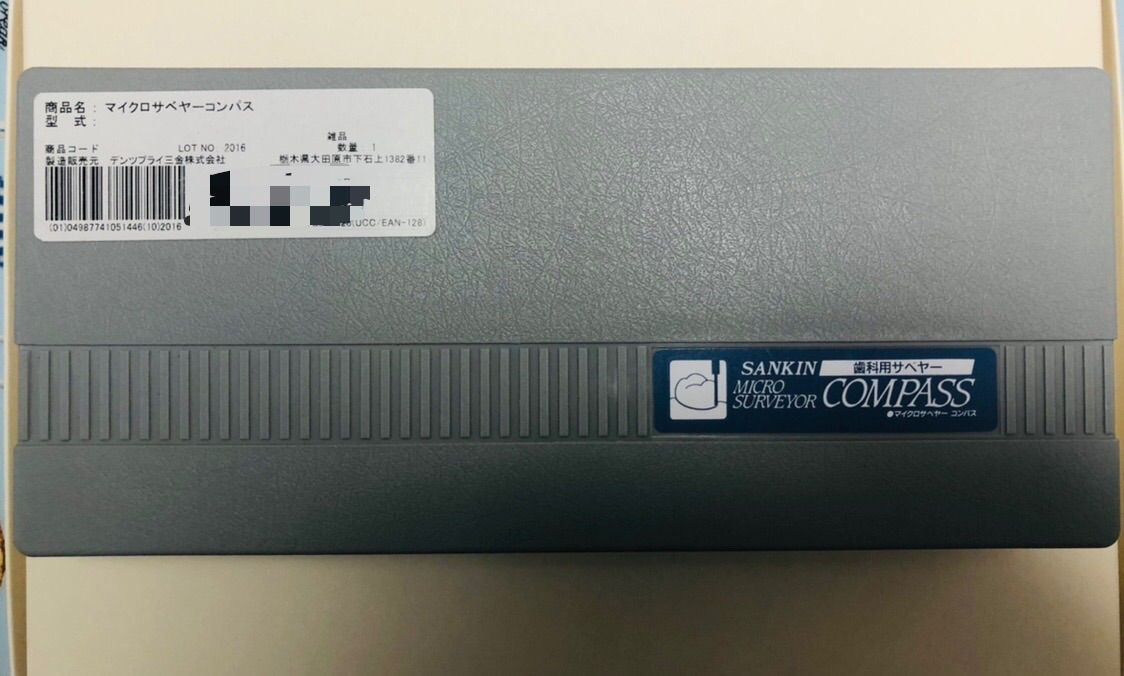 商品名： マイクロサベヤーコンパス
型　式：
雑品
商品コード LOT NO 2016 数量 1
製造販売元 デンツプライ三金株式会社 栃木県大田原市下石上1382番11
(01)04987741051446(10)2016
(UCC/EAN-128)
SANKIN 歯科用サベヤー
MICRO SURVEYOR COMPASS
●マイクロサベヤー コンパス